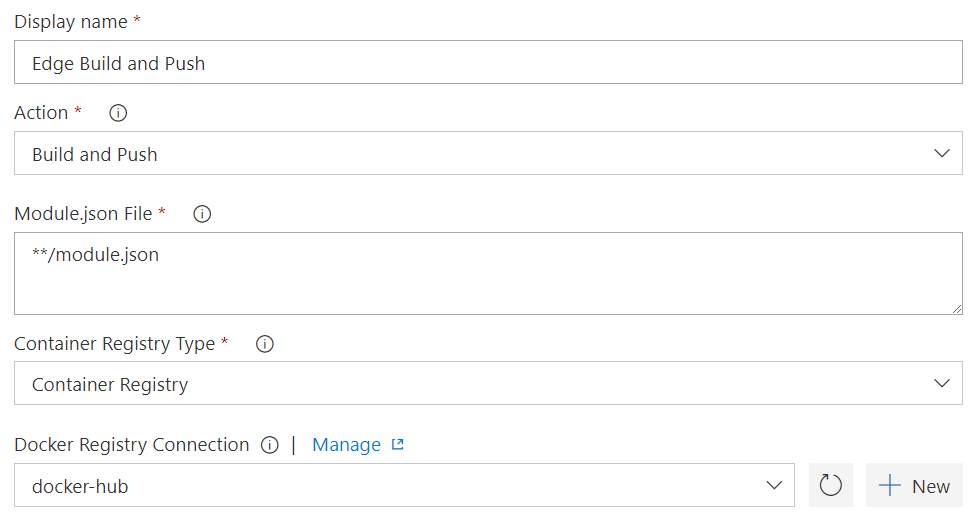 Display name *
Edge Build and Push
Action *
Build and Push
Module.json File *
**/module.json
Container Registry Type *
Container Registry
Docker Registry Connection | Manage
docker-hub
New